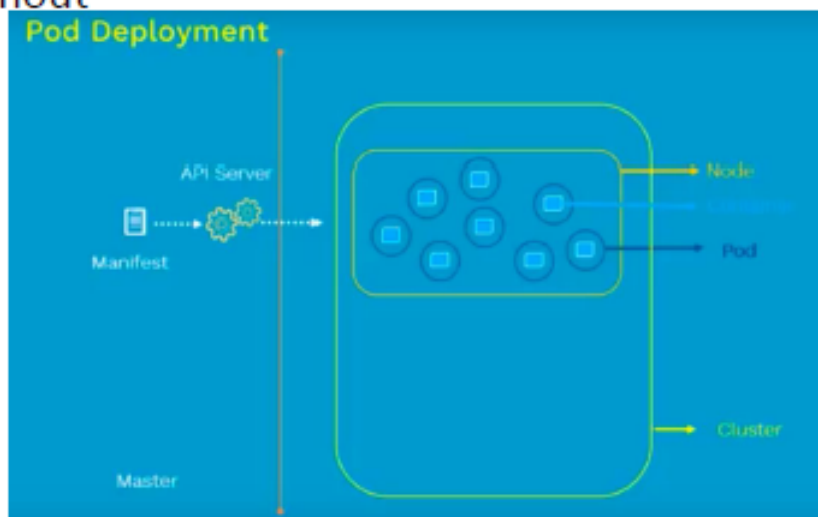 Pod Deployment
API Server
Manifest
Node
Pod
Cluster
Master